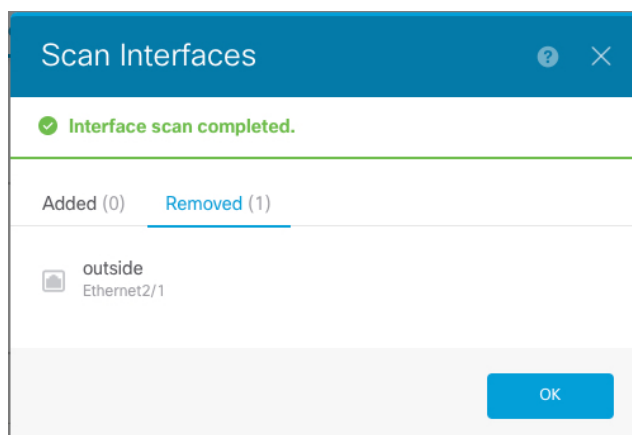 Scan Interfaces
Interface scan completed.
Added (0) Removed (1)
outside
Ethernet2/1
OK